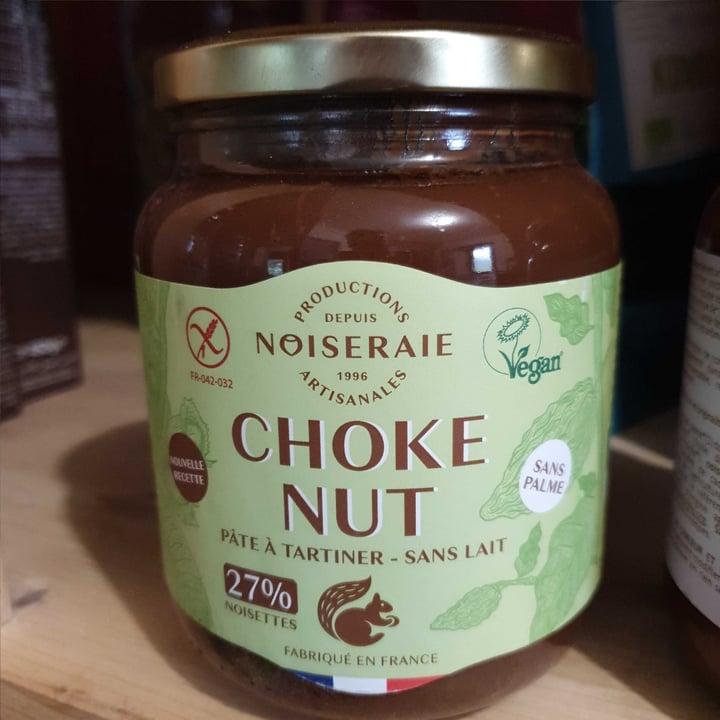 PRODUCTIONS
DEPUIS
NOISERAIE
1996
ARTISANALES
FR-042-032
Vegan
CHOKE
NUT
NOUVELLE
RECETTE
SANS
PALME
PÂTE À TARTINER - SANS LAIT
27%
NOISETTES
FABRIQUÉ EN FRANCE